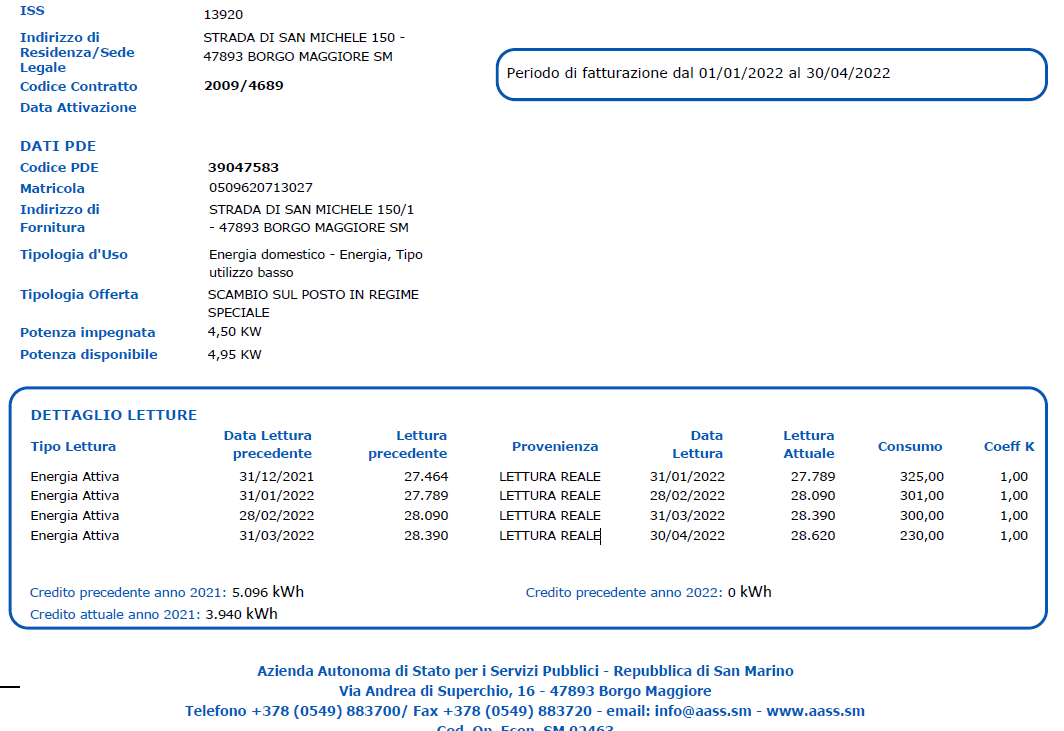 ISS 13920
Indirizzo di Residenza/Sede Legale STRADA DI SAN MICHELE 150 - 47893 BORGO MAGGIORE SM
Codice Contratto 2009/4689
Data Attivazione
Periodo di fatturazione dal 01/01/2022 al 30/04/2022
DATI PDE
Codice PDE 39047583
Matricola 0509620713027
Indirizzo di Fornitura STRADA DI SAN MICHELE 150/1 - 47893 BORGO MAGGIORE SM
Tipologia d'Uso Energia domestico - Energia, Tipo utilizzo basso
Tipologia Offerta SCAMBIO SUL POSTO IN REGIME SPECIALE
Potenza impegnata 4,50 KW
Potenza disponibile 4,95 KW
DETTAGLIO LETTURE
Tipo Lettura Data Lettura precedente Lettura precedente Provenienza Data Lettura Lettura Attuale Consumo Coeff K
Energia Attiva 31/12/2021 27.464 LETTURA REALE 31/01/2022 27.789 325,00 1,00
Energia Attiva 31/01/2022 27.789 LETTURA REALE 28/02/2022 28.090 301,00 1,00
Energia Attiva 28/02/2022 28.090 LETTURA REALE 31/03/2022 28.390 300,00 1,00
Energia Attiva 31/03/2022 28.390 LETTURA REALE 30/04/2022 28.620 230,00 1,00
Credito precedente anno 2021: 5.096 kWh Credito precedente anno 2022: 0 kWh
Credito attuale anno 2021: 3.940 kWh
Azienda Autonoma di Stato per i Servizi Pubblici - Repubblica di San Marino
Via Andrea di Superchio, 16 - 47893 Borgo Maggiore
Telefono +378 (0549) 883700/ Fax +378 (0549) 883720 - email: info@aass.sm - www.aass.sm
Cod. Op. Econ. SM 02463